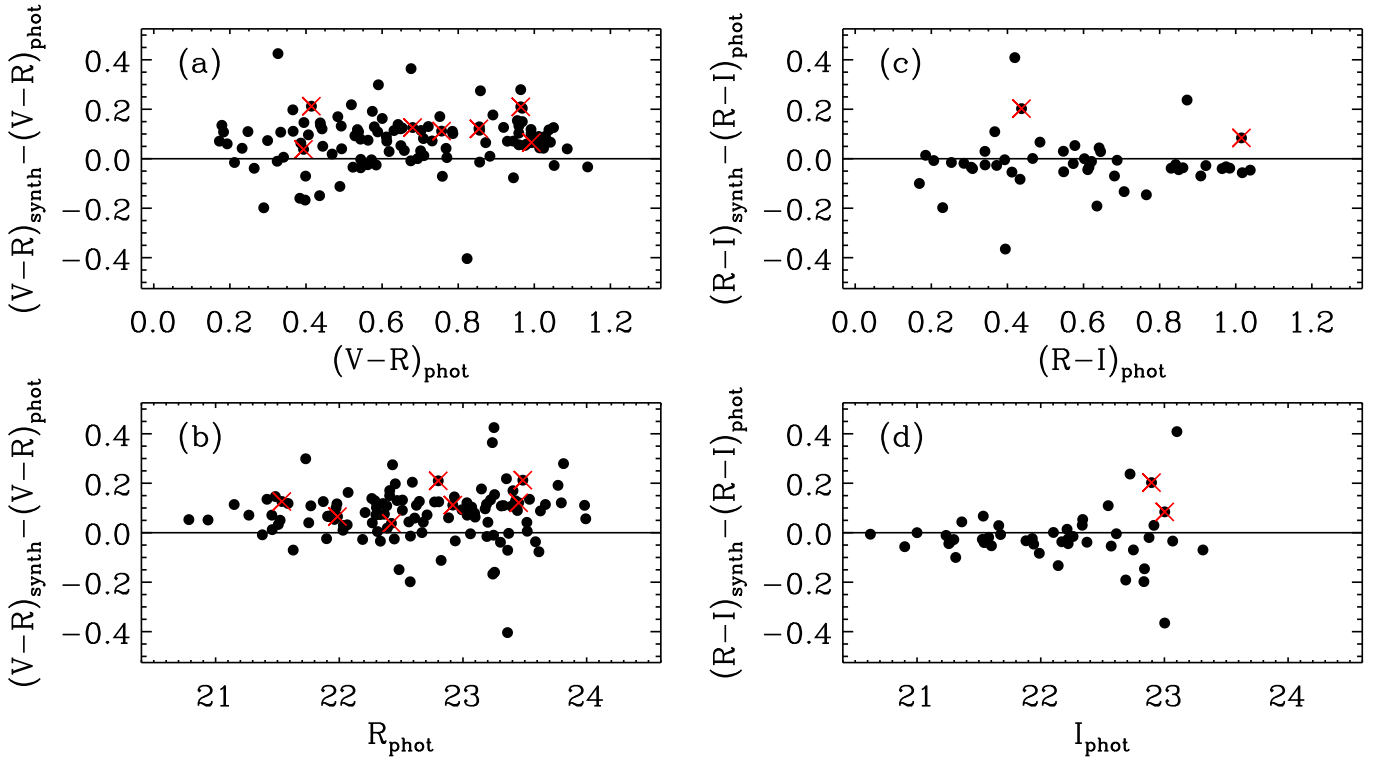 (V−R)synth−(V−R)phot
0.4
0.2
0.0
−0.2
−0.4
(a)
0.0 0.2 0.4 0.6 0.8 1.0 1.2
(V−R)phot
(R−I)synth−(R−I)phot
0.4
0.2
0.0
−0.2
−0.4
(c)
0.0 0.2 0.4 0.6 0.8 1.0 1.2
(R−I)phot
(V−R)synth−(V−R)phot
0.4
0.2
0.0
−0.2
−0.4
(b)
21 22 23 24
Rphot
(R−I)synth−(R−I)phot
0.4
0.2
0.0
−0.2
−0.4
(d)
21 22 23 24
Iphot